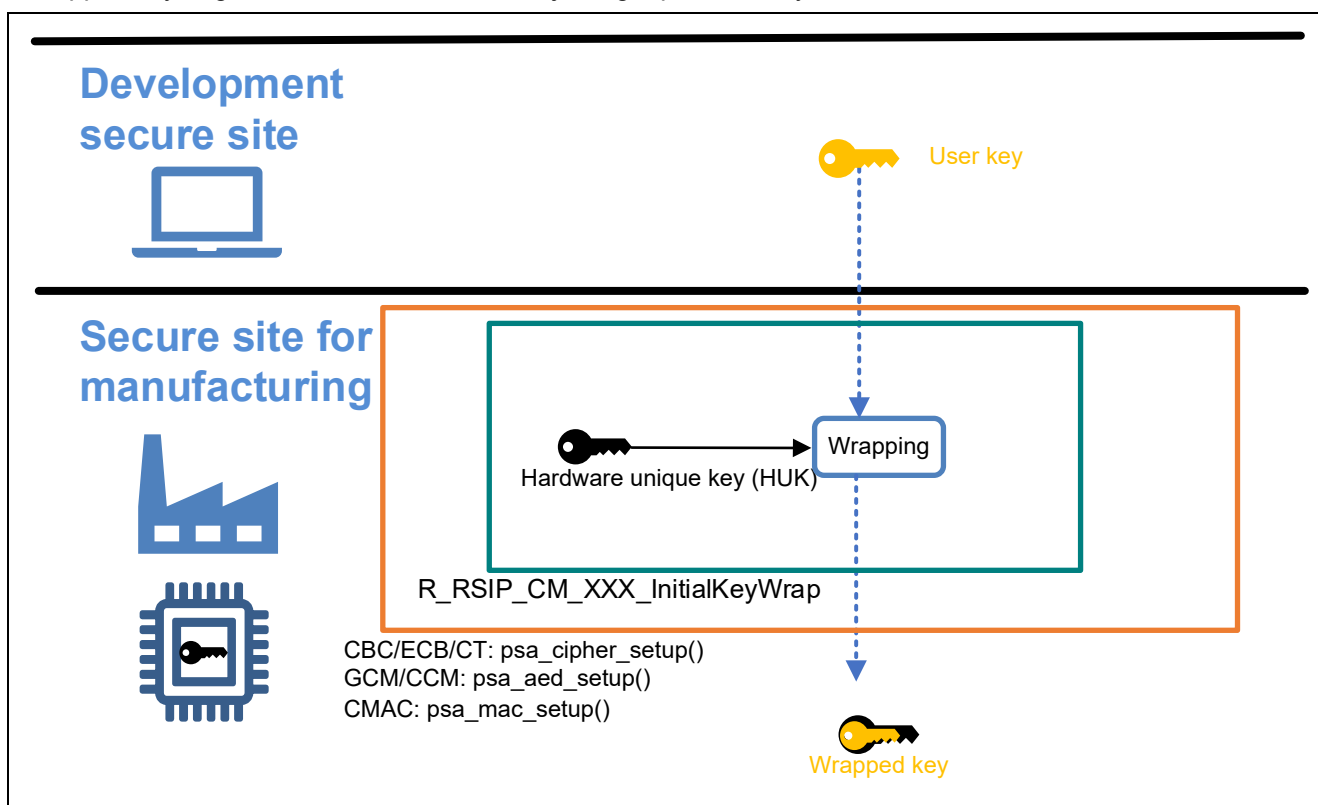 Development
secure site
User key
Secure site for
manufacturing
Wrapping
Hardware unique key (HUK)
R_RSIP_CM_XXX_InitialKeyWrap
CBC/ECB/CT: psa_cipher_setup()
GCM/CCM: psa_aed_setup()
CMAC: psa_mac_setup()
Wrapped key